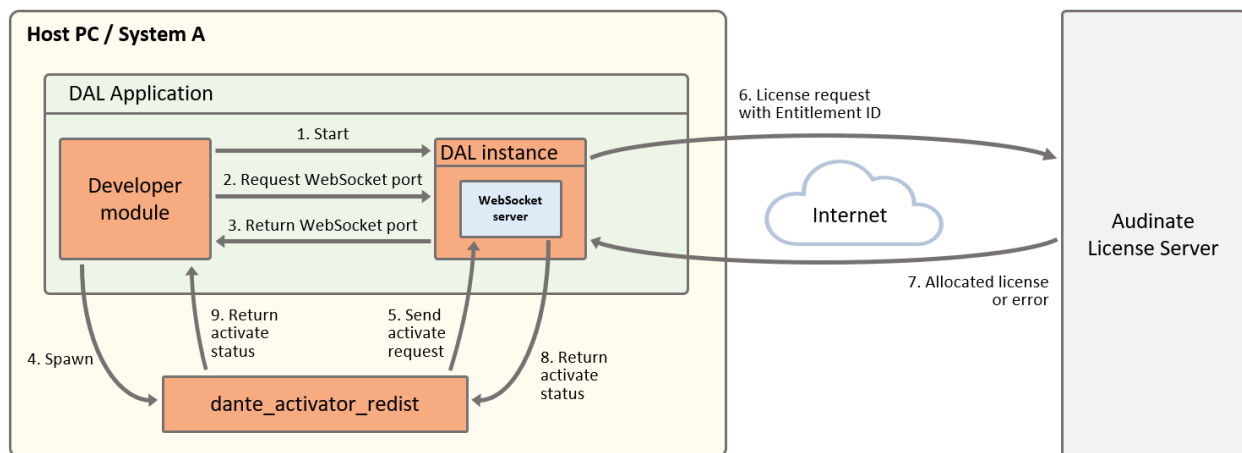 Host PC / System A
DAL Application
1. Start
2. Request WebSocket port
3. Return WebSocket port
Developer
module
DAL instance
WebSocket
server
4. Spawn
9. Return
activate
status
5. Send
activate
request
8. Return
activate
status
dante_activator_redist
6. License request
with Entitlement ID
Internet
7. Allocated license
or error
Audinate
License Server